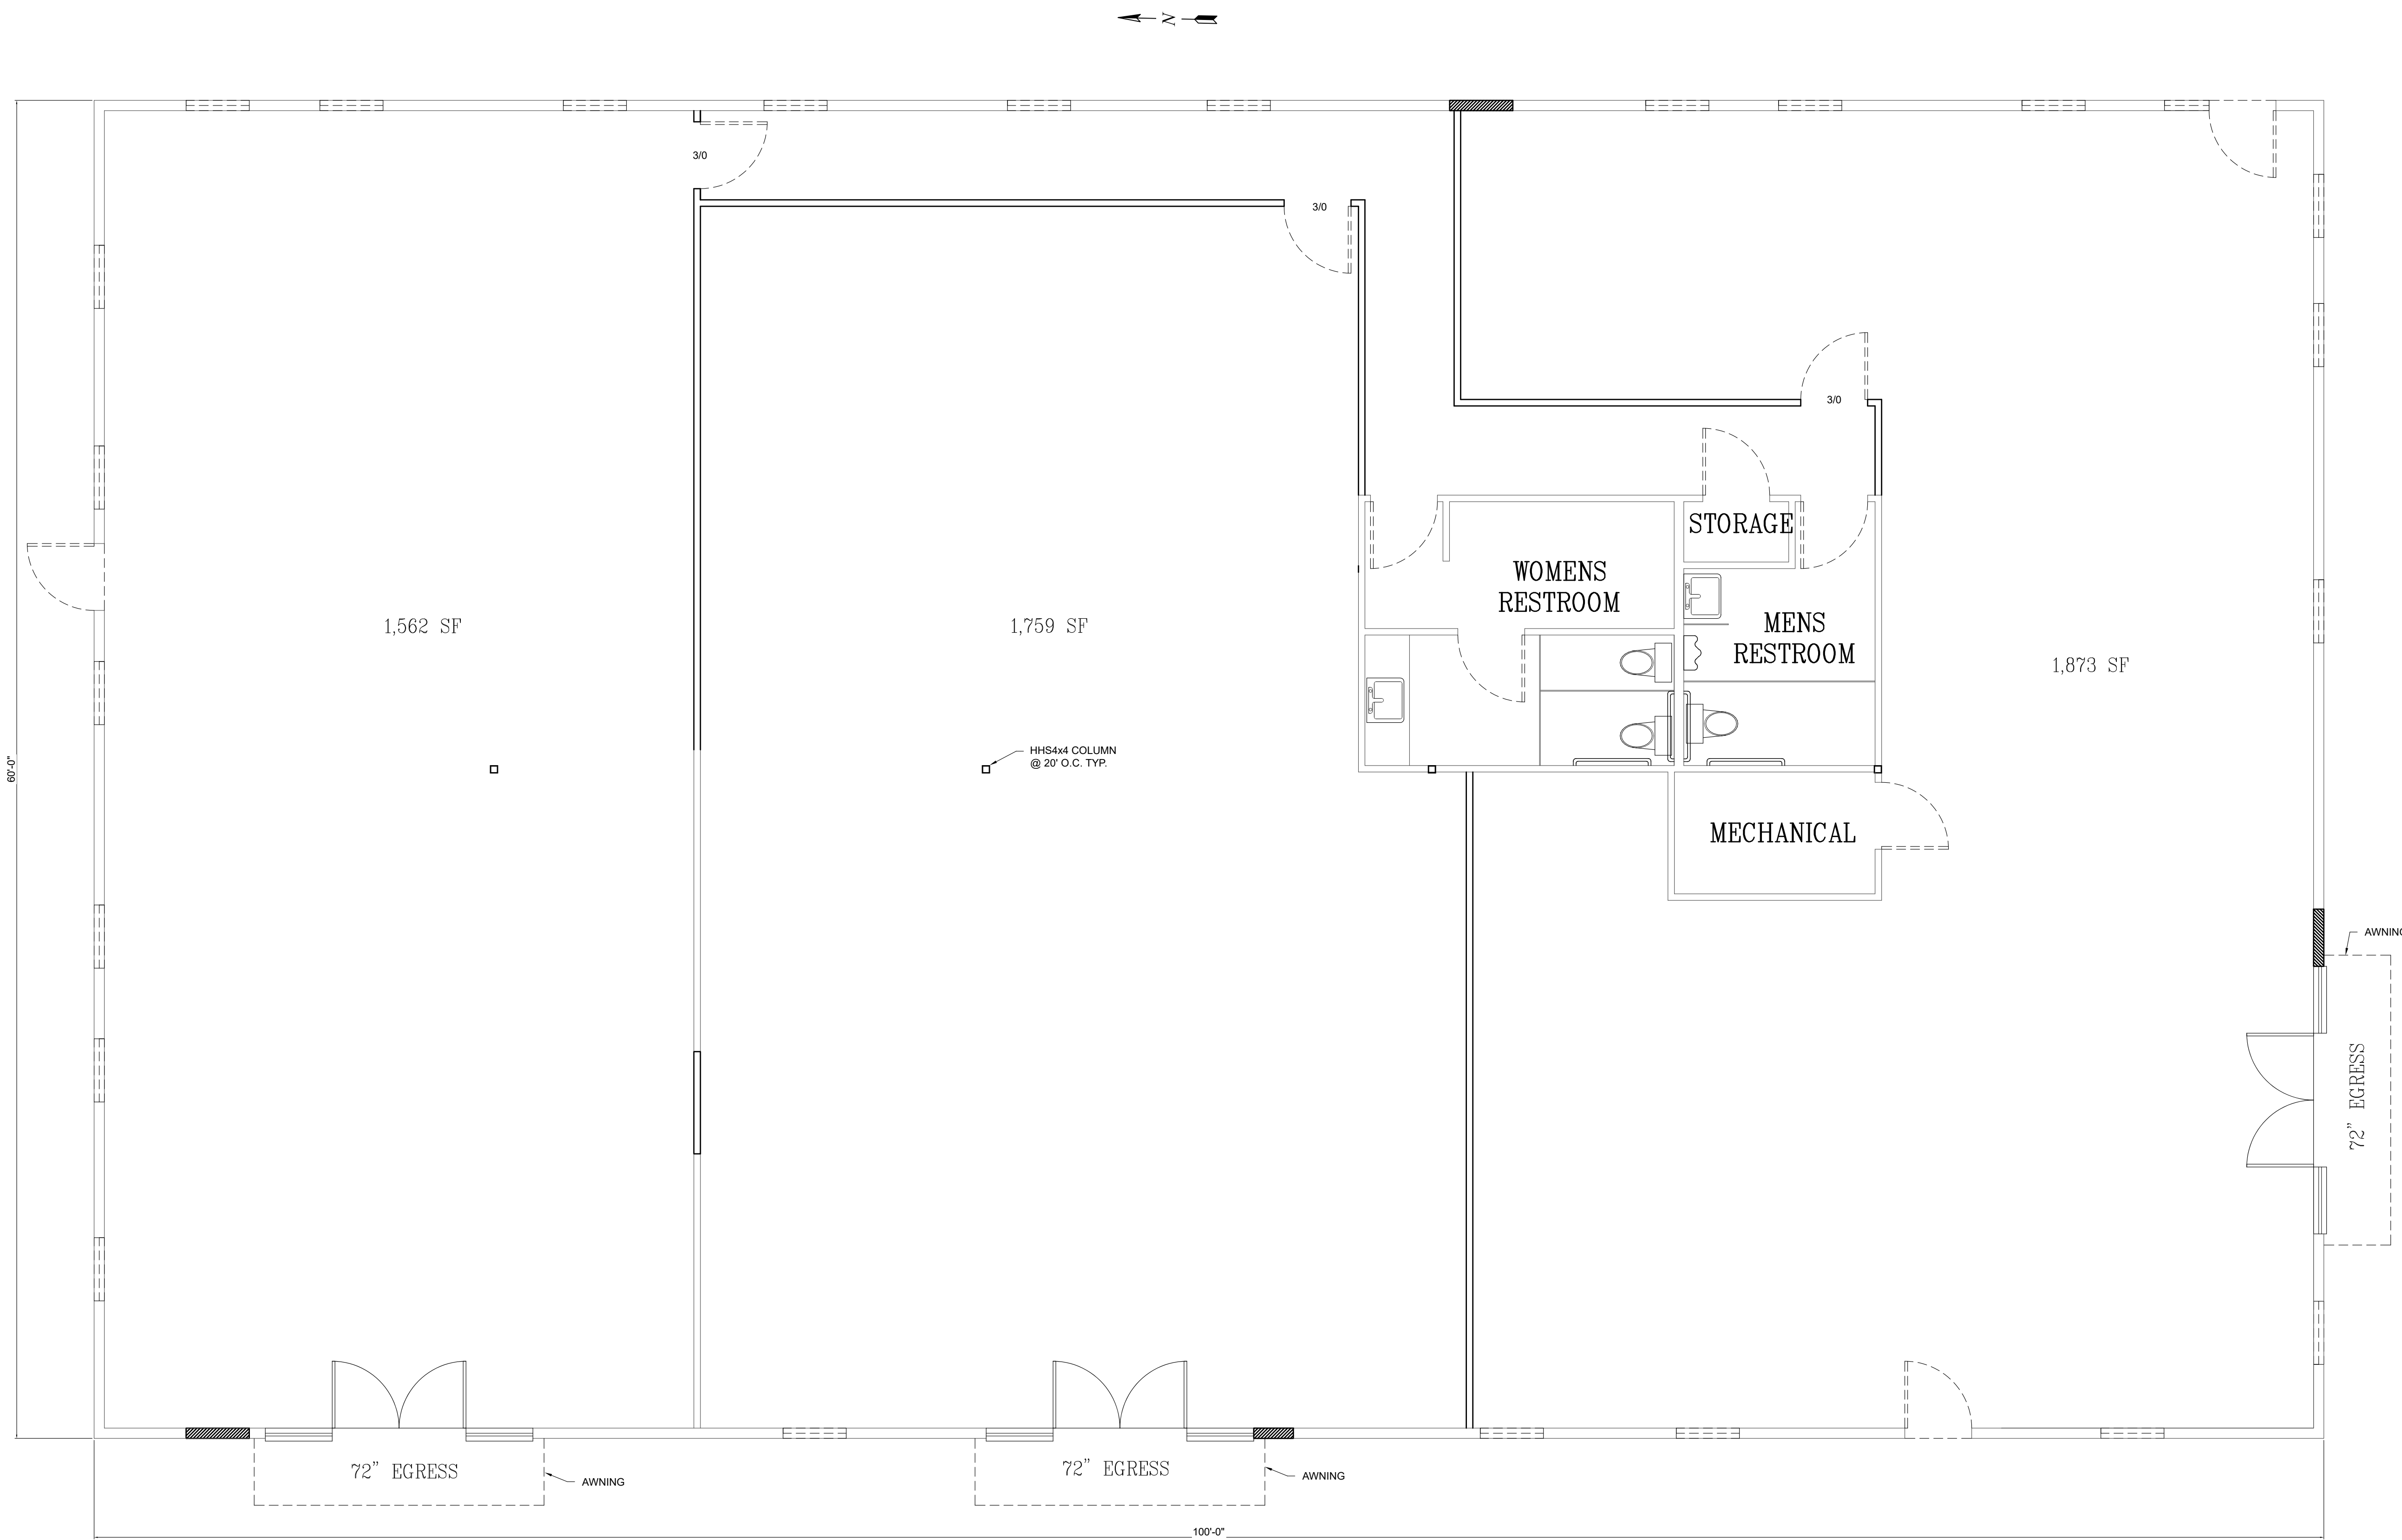 N
3/0
3/0
3/0
STORAGE
WOMENS
RESTROOM
MENS
RESTROOM
1,562 SF
1,759 SF
1,873 SF
60'-0"
HHS4x4 COLUMN
@ 20' O.C. TYP.
MECHANICAL
AWNING
72" EGRESS
72" EGRESS
AWNING
72" EGRESS
AWNING
100'-0"